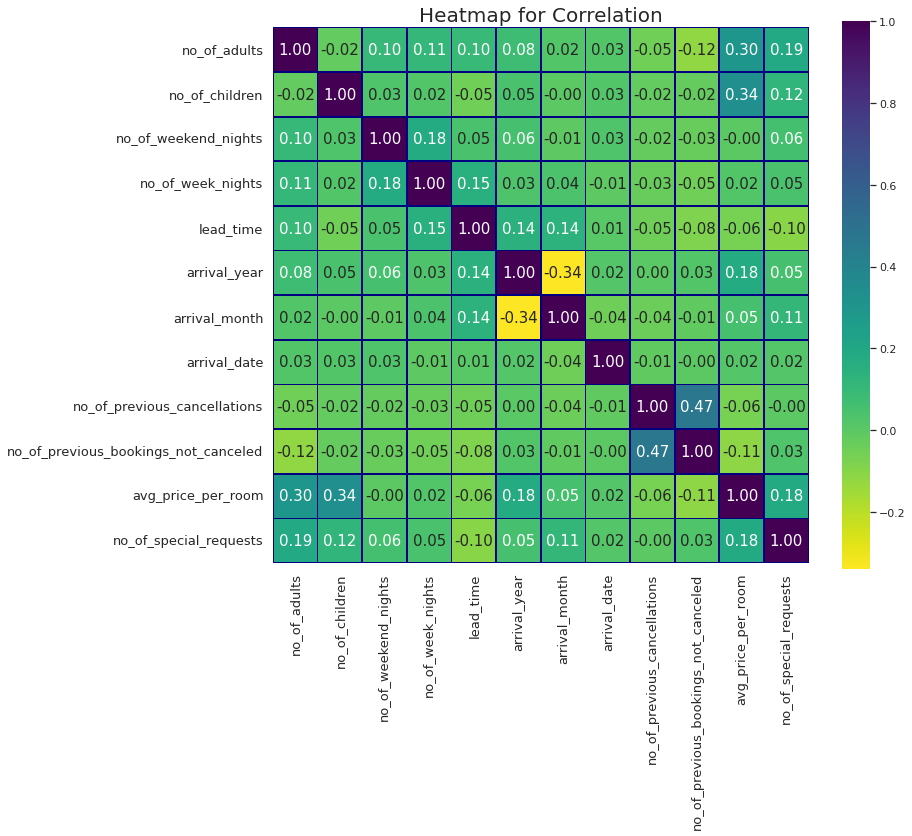 Heatmap for Correlation
no_of_adults 1.00 -0.02 0.10 0.11 0.10 0.08 0.02 0.03 -0.05 -0.12 0.30 0.19
no_of_children -0.02 1.00 0.03 0.02 -0.05 0.05 -0.00 0.03 -0.02 -0.02 0.34 0.12
no_of_weekend_nights 0.10 0.03 1.00 0.18 0.05 0.06 -0.01 0.03 -0.02 -0.03 -0.00 0.06
no_of_week_nights 0.11 0.02 0.18 1.00 0.15 0.03 0.04 -0.01 -0.03 -0.05 0.02 0.05
lead_time 0.10 -0.05 0.05 0.15 1.00 0.14 0.14 0.01 -0.05 -0.08 -0.06 -0.10
arrival_year 0.08 0.05 0.06 0.03 0.14 1.00 -0.34 0.02 0.00 0.03 0.18 0.05
arrival_month 0.02 -0.00 -0.01 0.04 0.14 -0.34 1.00 -0.04 -0.04 -0.01 0.05 0.11
arrival_date 0.03 0.03 0.03 -0.01 0.01 0.02 -0.04 1.00 -0.01 -0.00 0.02 0.02
no_of_previous_cancellations -0.05 -0.02 -0.02 -0.03 -0.05 0.00 -0.04 -0.01 1.00 0.47 -0.06 -0.00
no_of_previous_bookings_not_canceled -0.12 -0.02 -0.03 -0.05 -0.08 0.03 -0.01 -0.00 0.47 1.00 -0.11 0.03
avg_price_per_room 0.30 0.34 -0.00 0.02 -0.06 0.18 0.05 0.02 -0.06 -0.11 1.00 0.18
no_of_special_requests 0.19 0.12 0.06 0.05 -0.10 0.05 0.11 0.02 -0.00 0.03 0.18 1.00
no_of_adults
no_of_children
no_of_weekend_nights
no_of_week_nights
lead_time
arrival_year
arrival_month
arrival_date
no_of_previous_cancellations
no_of_previous_bookings_not_canceled
avg_price_per_room
no_of_special_requests
1.0
0.8
0.6
0.4
0.2
0.0
−0.2